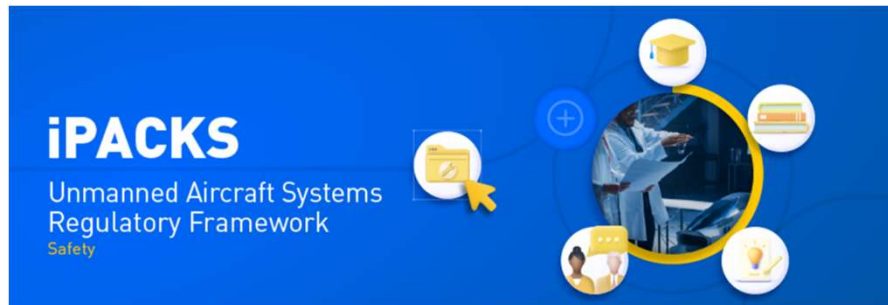 iPACKS
Unmanned Aircraft Systems
Regulatory Framework
Safety